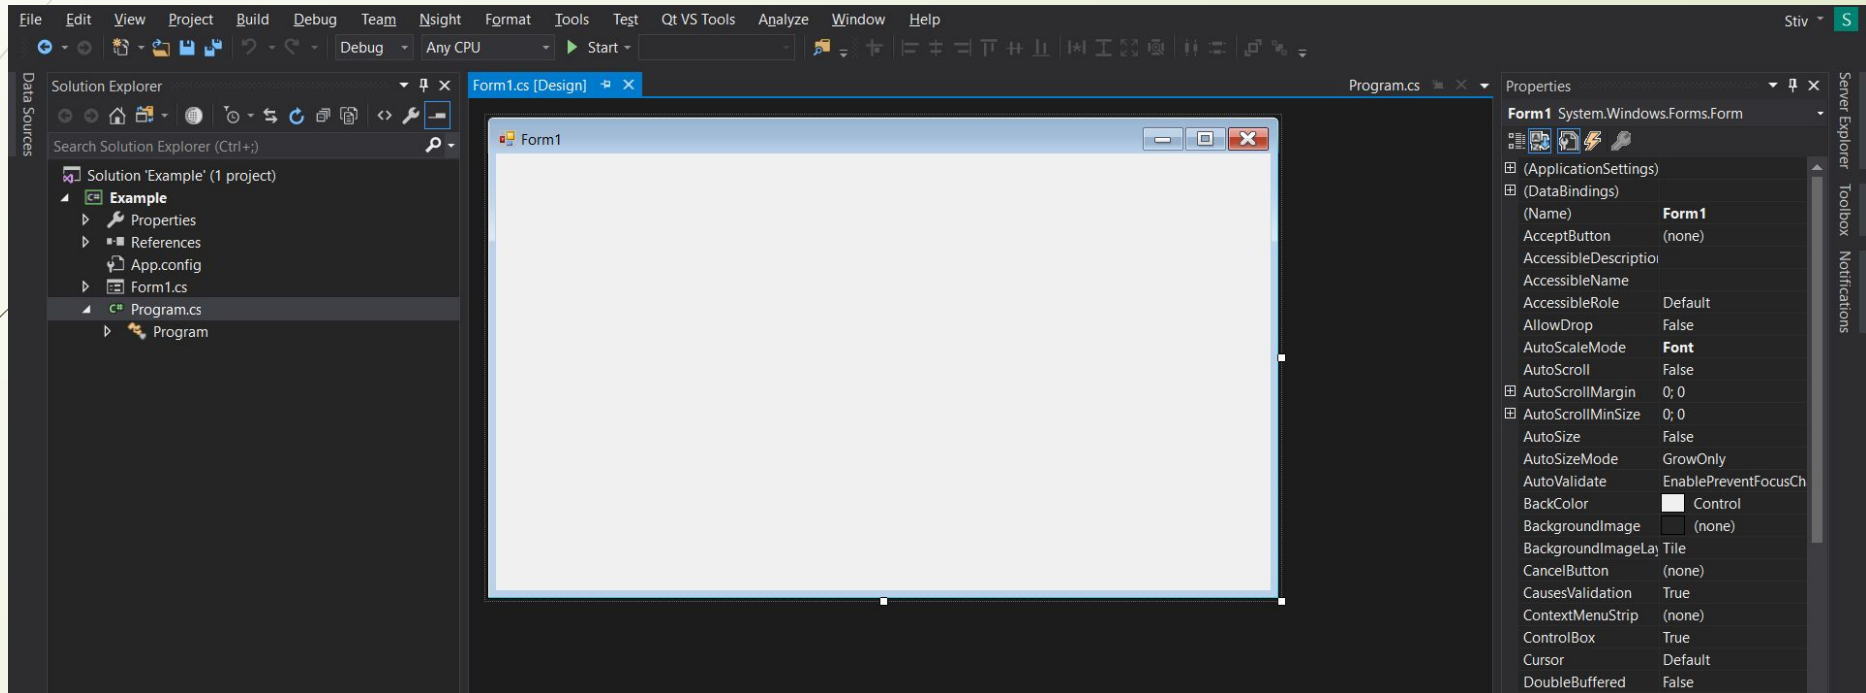 File Edit View Project Build Debug Team Nsight Format Tools Test Qt VS Tools Analyze Window Help Stiv S
Debug Any CPU Start
Data Sources
Solution Explorer
Search Solution Explorer (Ctrl+;)
Solution 'Example' (1 project)
C# Example
Properties
References
App.config
Form1.cs
C# Program.cs
Program
Form1.cs [Design]
Program.cs
Form1
Properties
Form1 System.Windows.Forms.Form
(ApplicationSettings)
(DataBindings)
(Name) Form1
AcceptButton (none)
AccessibleDescriptio
AccessibleName
AccessibleRole Default
AllowDrop False
AutoScaleMode Font
AutoScroll False
AutoScrollMargin 0; 0
AutoScrollMinSize 0; 0
AutoSize False
AutoSizeMode GrowOnly
AutoValidate EnablePreventFocusCh
BackColor Control
BackgroundImage (none)
BackgroundImageLay Tile
CancelButton (none)
CausesValidation True
ContextMenuStrip (none)
ControlBox True
Cursor Default
DoubleBuffered False
Server Explorer
Toolbox
Notifications